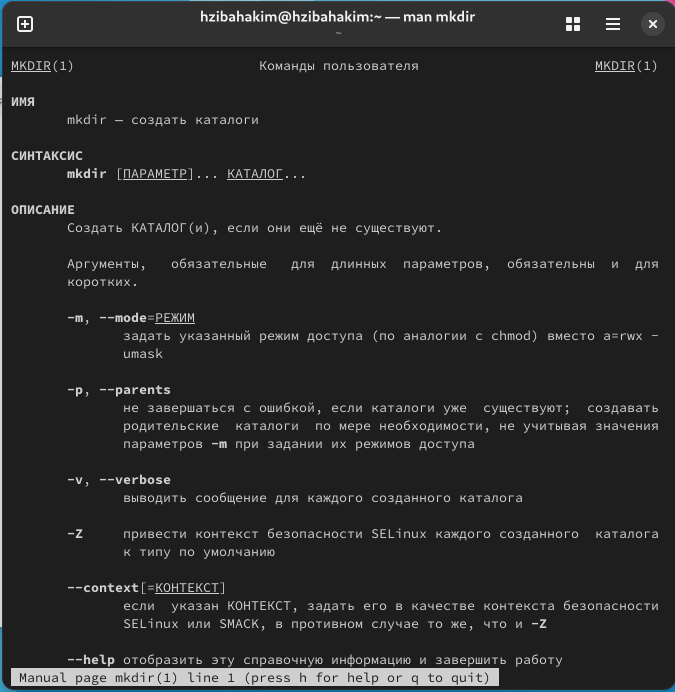 hzibahakim@hzibahakim:~ — man mkdir
~
MKDIR(1) Команды пользователя MKDIR(1)
ИМЯ
mkdir — создать каталоги
СИНТАКСИС
mkdir [ПАРАМЕТР]... КАТАЛОГ...
ОПИСАНИЕ
Создать КАТАЛОГ(и), если они ещё не существуют.
Аргументы, обязательные для длинных параметров, обязательны и для
коротких.
-m, --mode=РЕЖИМ
задать указанный режим доступа (по аналогии с chmod) вместо a=rwx -
umask
-p, --parents
не завершаться с ошибкой, если каталоги уже существуют; создавать
родительские каталоги по мере необходимости, не учитывая значения
параметров -m при задании их режимов доступа
-v, --verbose
выводить сообщение для каждого созданного каталога
-Z привести контекст безопасности SELinux каждого созданного каталога
к типу по умолчанию
--context[=КОНТЕКСТ]
если указан КОНТЕКСТ, задать его в качестве контекста безопасности
SELinux или SMACK, в противном случае то же, что и -Z
--help отобразить эту справочную информацию и завершить работу
Manual page mkdir(1) line 1 (press h for help or q to quit)